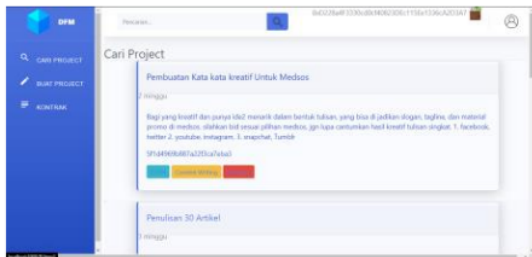 DFM
Pencarian...
CARI PROJECT
BUAT PROJECT
KONTRAK
Cari Project
Pembuatan Kata kata kreatif Untuk Medsos
2 minggu
Bagi yang kreatif dan punya ide2 menarik dalam bentuk tulisan, yang bisa di jadikan slogan, tagline, dan material
promo di medsos, silahkan bid sesuai pilihan medsos, jgn lupa cantumkan hasil kreatif tulisan singkat. 1. facebook,
twitter 2. youtube, instagram, 3. snapchat, Tumblr
Content Writing
Penulisan 30 Artikel
3 minggu